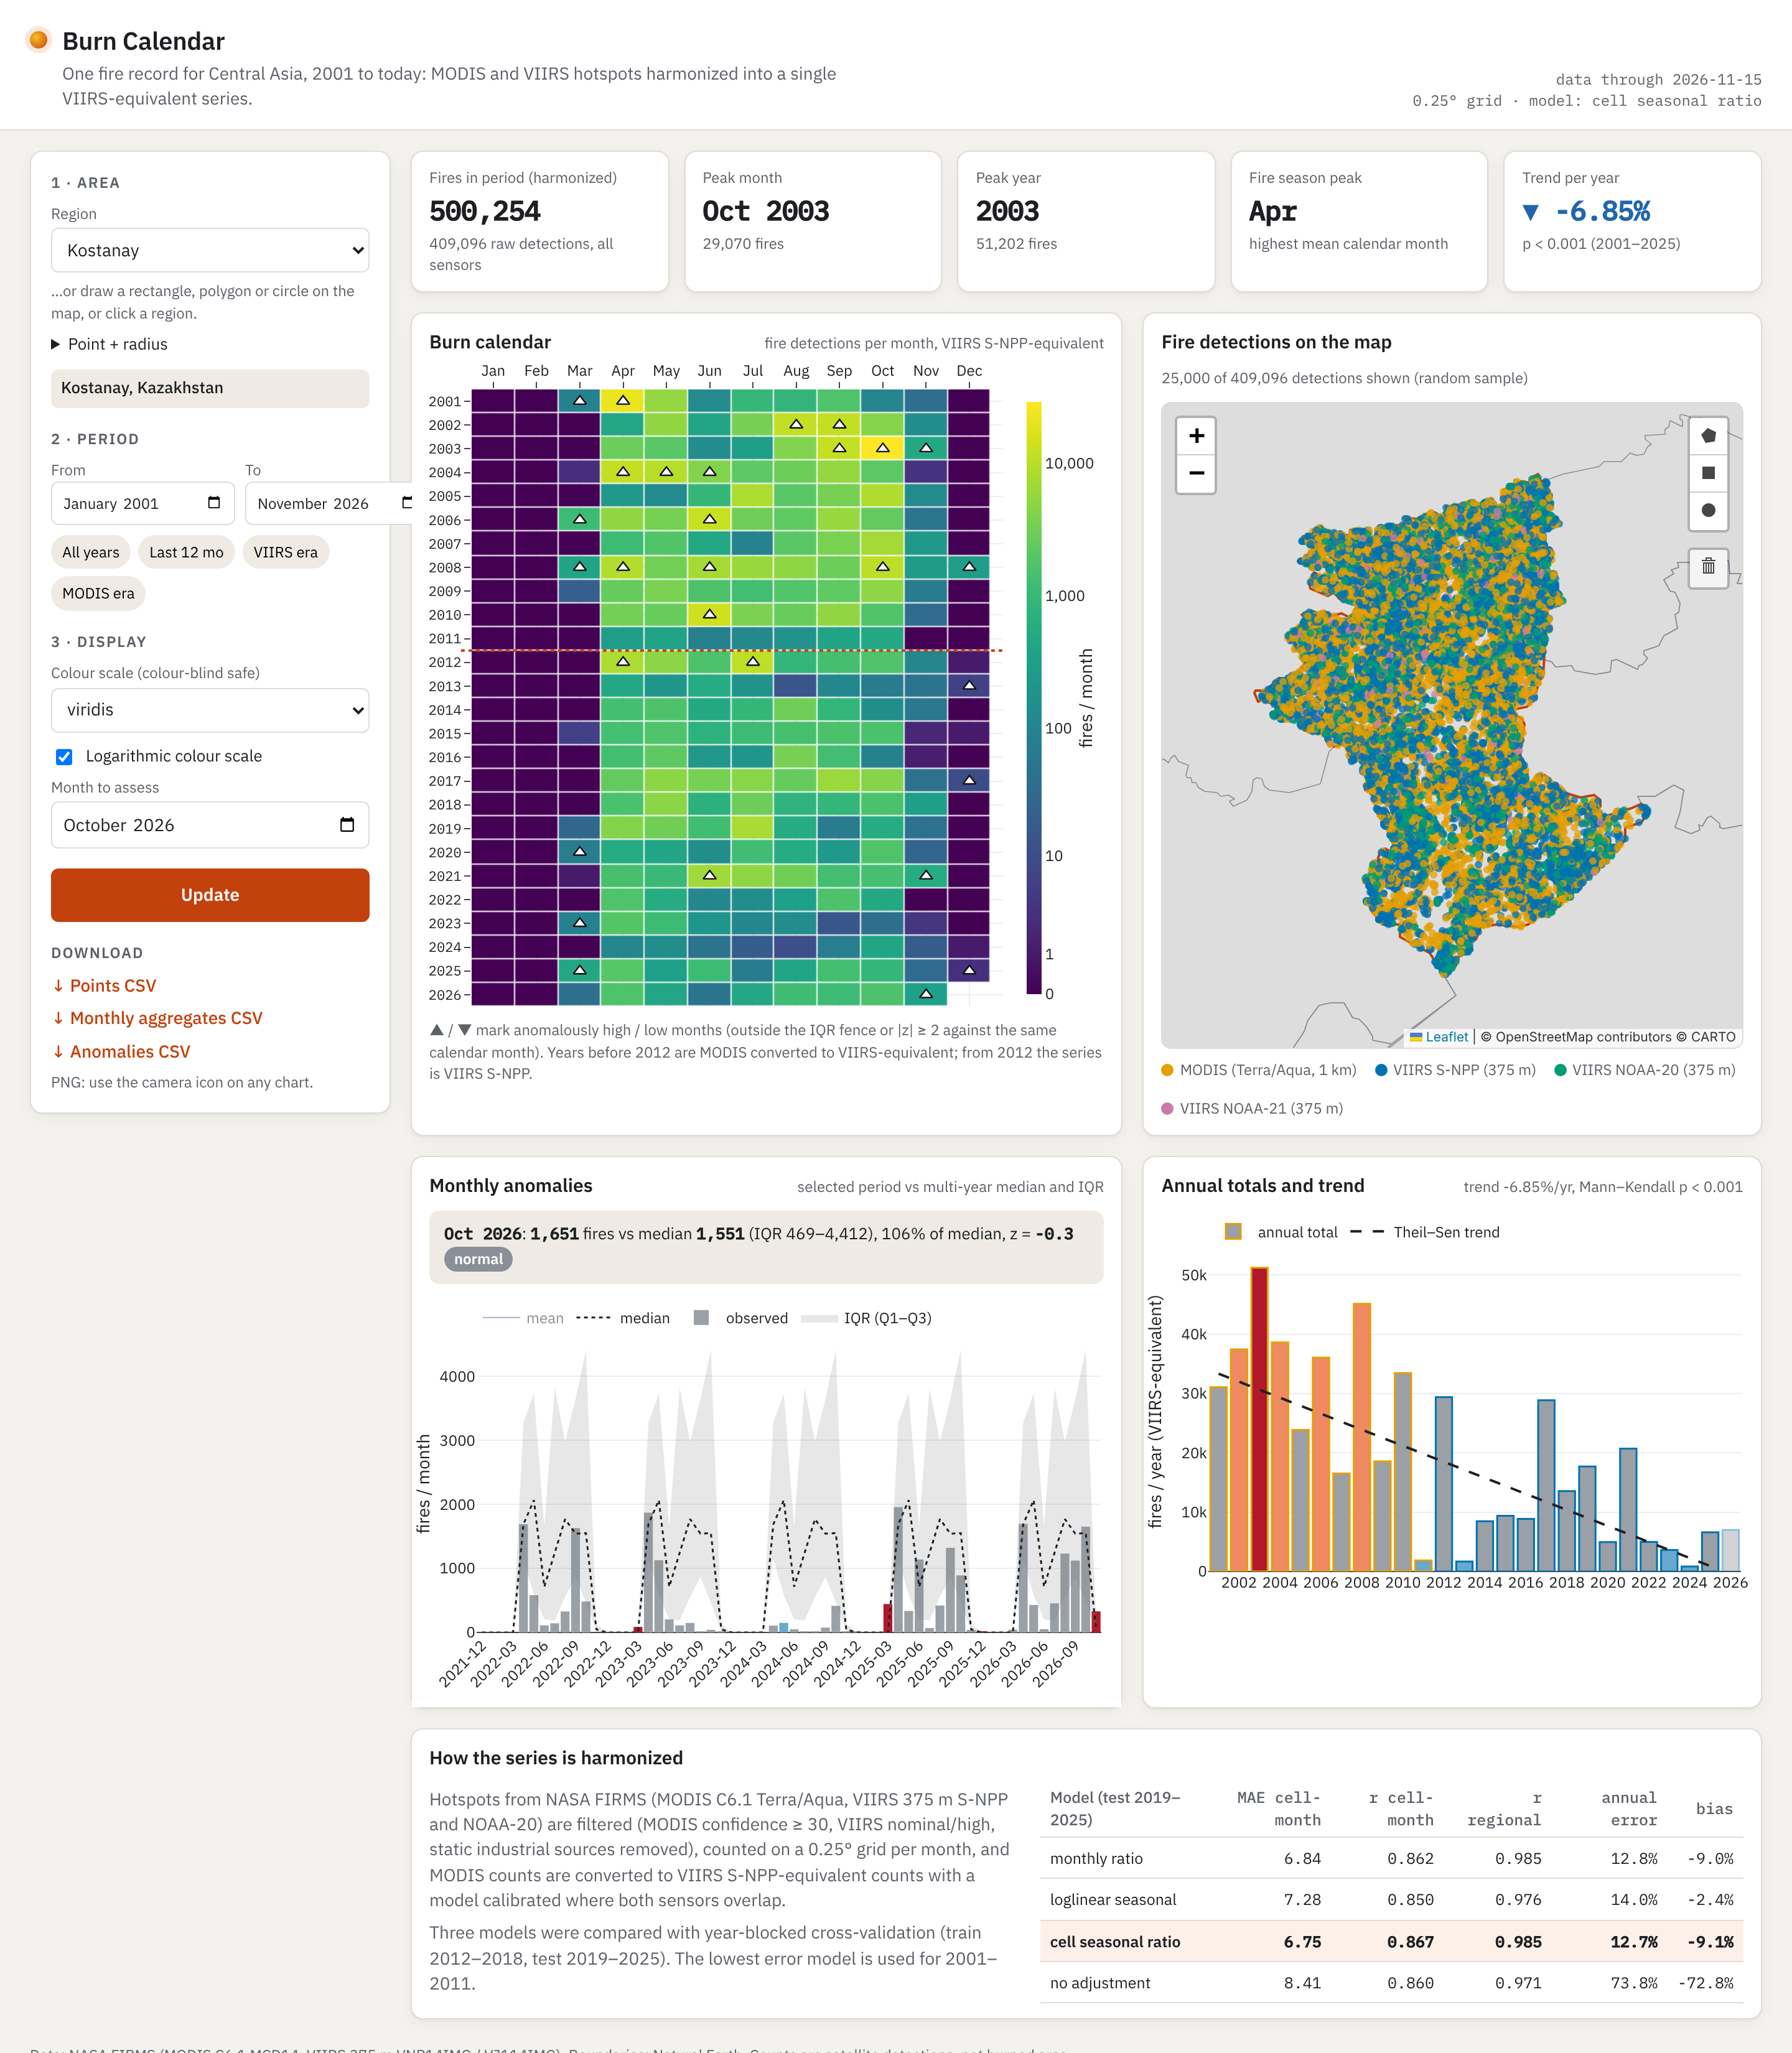 Burn Calendar
One fire record for Central Asia, 2001 to today: MODIS and VIIRS hotspots harmonized into a single
VIIRS-equivalent series.
data through 2026-11-15
0.25° grid · model: cell seasonal ratio
1 · AREA
Region
Kostanay
...or draw a rectangle, polygon or circle on the
map, or click a region.
▶ Point + radius
Kostanay, Kazakhstan
2 · PERIOD
From To
January 2001 November 2026
All years Last 12 mo VIIRS era
MODIS era
3 · DISPLAY
Colour scale (colour-blind safe)
viridis
Logarithmic colour scale
Month to assess
October 2026
Update
DOWNLOAD
↓ Points CSV
↓ Monthly aggregates CSV
↓ Anomalies CSV
PNG: use the camera icon on any chart.
Fires in period (harmonized)
500,254
409,096 raw detections, all
sensors
Peak month
Oct 2003
29,070 fires
Peak year
2003
51,202 fires
Fire season peak
Apr
highest mean calendar month
Trend per year
▼ -6.85%
p < 0.001 (2001–2025)
Burn calendar
fire detections per month, VIIRS S-NPP-equivalent
Jan Feb Mar Apr May Jun Jul Aug Sep Oct Nov Dec
2001
2002
2003
2004
2005
2006
2007
2008
2009
2010
2011
2012
2013
2014
2015
2016
2017
2018
2019
2020
2021
2022
2023
2024
2025
2026
10,000
1,000
100
10
1
0
fires / month
▲ / ▼ mark anomalously high / low months (outside the IQR fence or |z| ≥ 2 against the same
calendar month). Years before 2012 are MODIS converted to VIIRS-equivalent; from 2012 the series
is VIIRS S-NPP.
Fire detections on the map
25,000 of 409,096 detections shown (random sample)
+
−
Leaflet | © OpenStreetMap contributors © CARTO
MODIS (Terra/Aqua, 1 km) VIIRS S-NPP (375 m) VIIRS NOAA-20 (375 m)
VIIRS NOAA-21 (375 m)
Monthly anomalies
selected period vs multi-year median and IQR
Oct 2026: 1,651 fires vs median 1,551 (IQR 469–4,412), 106% of median, z = -0.3
normal
mean median observed IQR (Q1–Q3)
4000
3000
2000
1000
0
fires / month
2021-12 2022-03 2022-06 2022-09 2022-12 2023-03 2023-06 2023-09 2023-12 2024-03 2024-06 2024-09 2024-12 2025-03 2025-06 2025-09 2025-12 2026-03 2026-06 2026-09
Annual totals and trend
trend -6.85%/yr, Mann–Kendall p < 0.001
annual total Theil–Sen trend
50k
40k
30k
20k
10k
0
fires / year (VIIRS-equivalent)
2002 2004 2006 2008 2010 2012 2014 2016 2018 2020 2022 2024 2026
How the series is harmonized
Hotspots from NASA FIRMS (MODIS C6.1 Terra/Aqua, VIIRS 375 m S-NPP
and NOAA-20) are filtered (MODIS confidence ≥ 30, VIIRS nominal/high,
static industrial sources removed), counted on a 0.25° grid per month, and
MODIS counts are converted to VIIRS S-NPP-equivalent counts with a
model calibrated where both sensors overlap.
Three models were compared with year-blocked cross-validation (train
2012–2018, test 2019–2025). The lowest error model is used for 2001–
2011.
Model (test 2019– MAE cell- r cell- r annual bias
2025) month month regional error
monthly ratio 6.84 0.862 0.985 12.8% -9.0%
loglinear seasonal 7.28 0.850 0.976 14.0% -2.4%
cell seasonal ratio 6.75 0.867 0.985 12.7% -9.1%
no adjustment 8.41 0.860 0.971 73.8% -72.8%